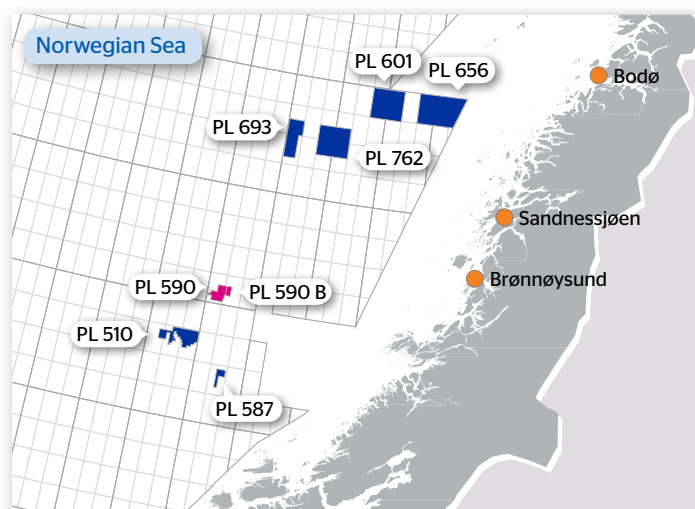 Norwegian Sea
PL 601
PL 656
Bodø
PL 693
PL 762
Sandnessjøen
Brønnøysund
PL 590
PL 590 B
PL 510
PL 587